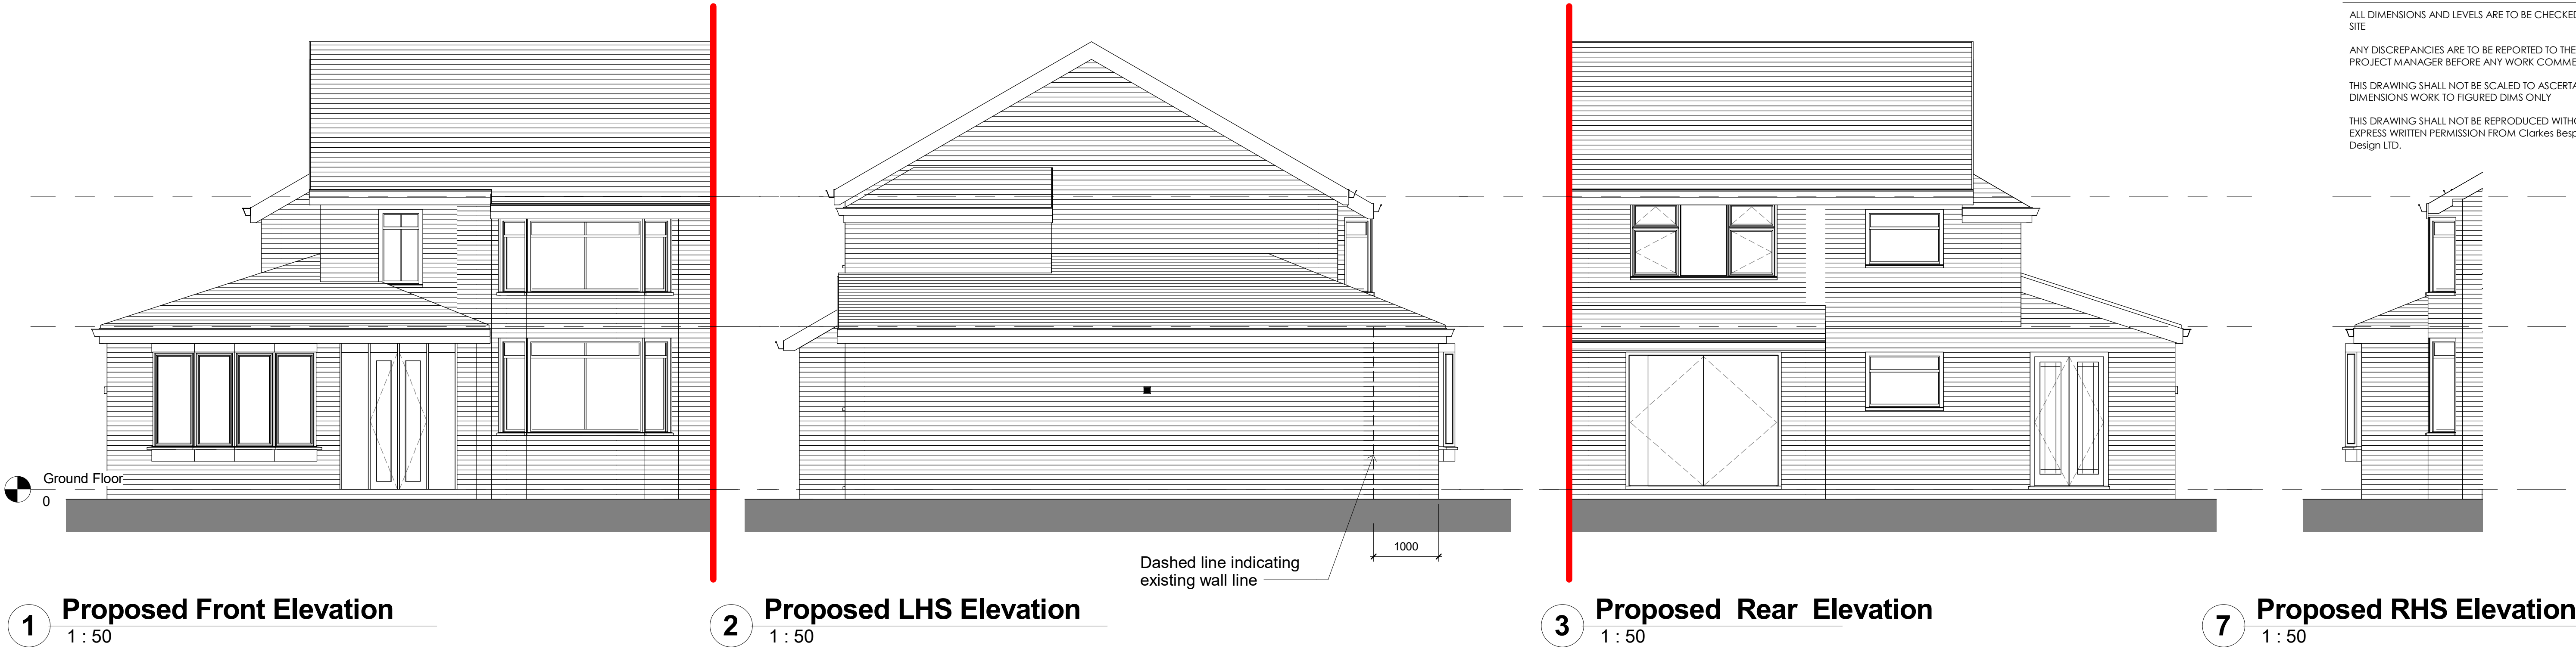 ALL DIMENSIONS AND LEVELS ARE TO BE CHECKED
SITE
ANY DISCREPANCIES ARE TO BE REPORTED TO THE
PROJECT MANAGER BEFORE ANY WORK COMME
THIS DRAWING SHALL NOT BE SCALED TO ASCERTA
DIMENSIONS WORK TO FIGURED DIMS ONLY
THIS DRAWING SHALL NOT BE REPRODUCED WITHO
EXPRESS WRITTEN PERMISSION FROM Clarkes Besp
Design LTD.
Ground Floor
0
1000
Dashed line indicating
existing wall line
1 Proposed Front Elevation
1 : 50
2 Proposed LHS Elevation
1 : 50
3 Proposed Rear Elevation
1 : 50
7 Proposed RHS Elevation
1 : 50